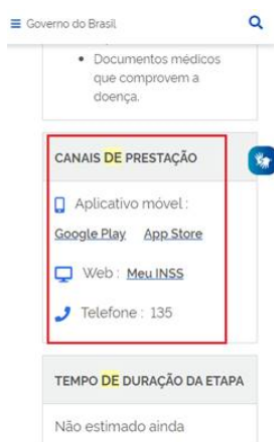 Governo do Brasil
Documentos médicos
que comprovem a
doença.
CANAIS DE PRESTAÇÃO
Aplicativo móvel :
Google Play App Store
Web : Meu INSS
Telefone : 135
TEMPO DE DURAÇÃO DA ETAPA
Não estimado ainda